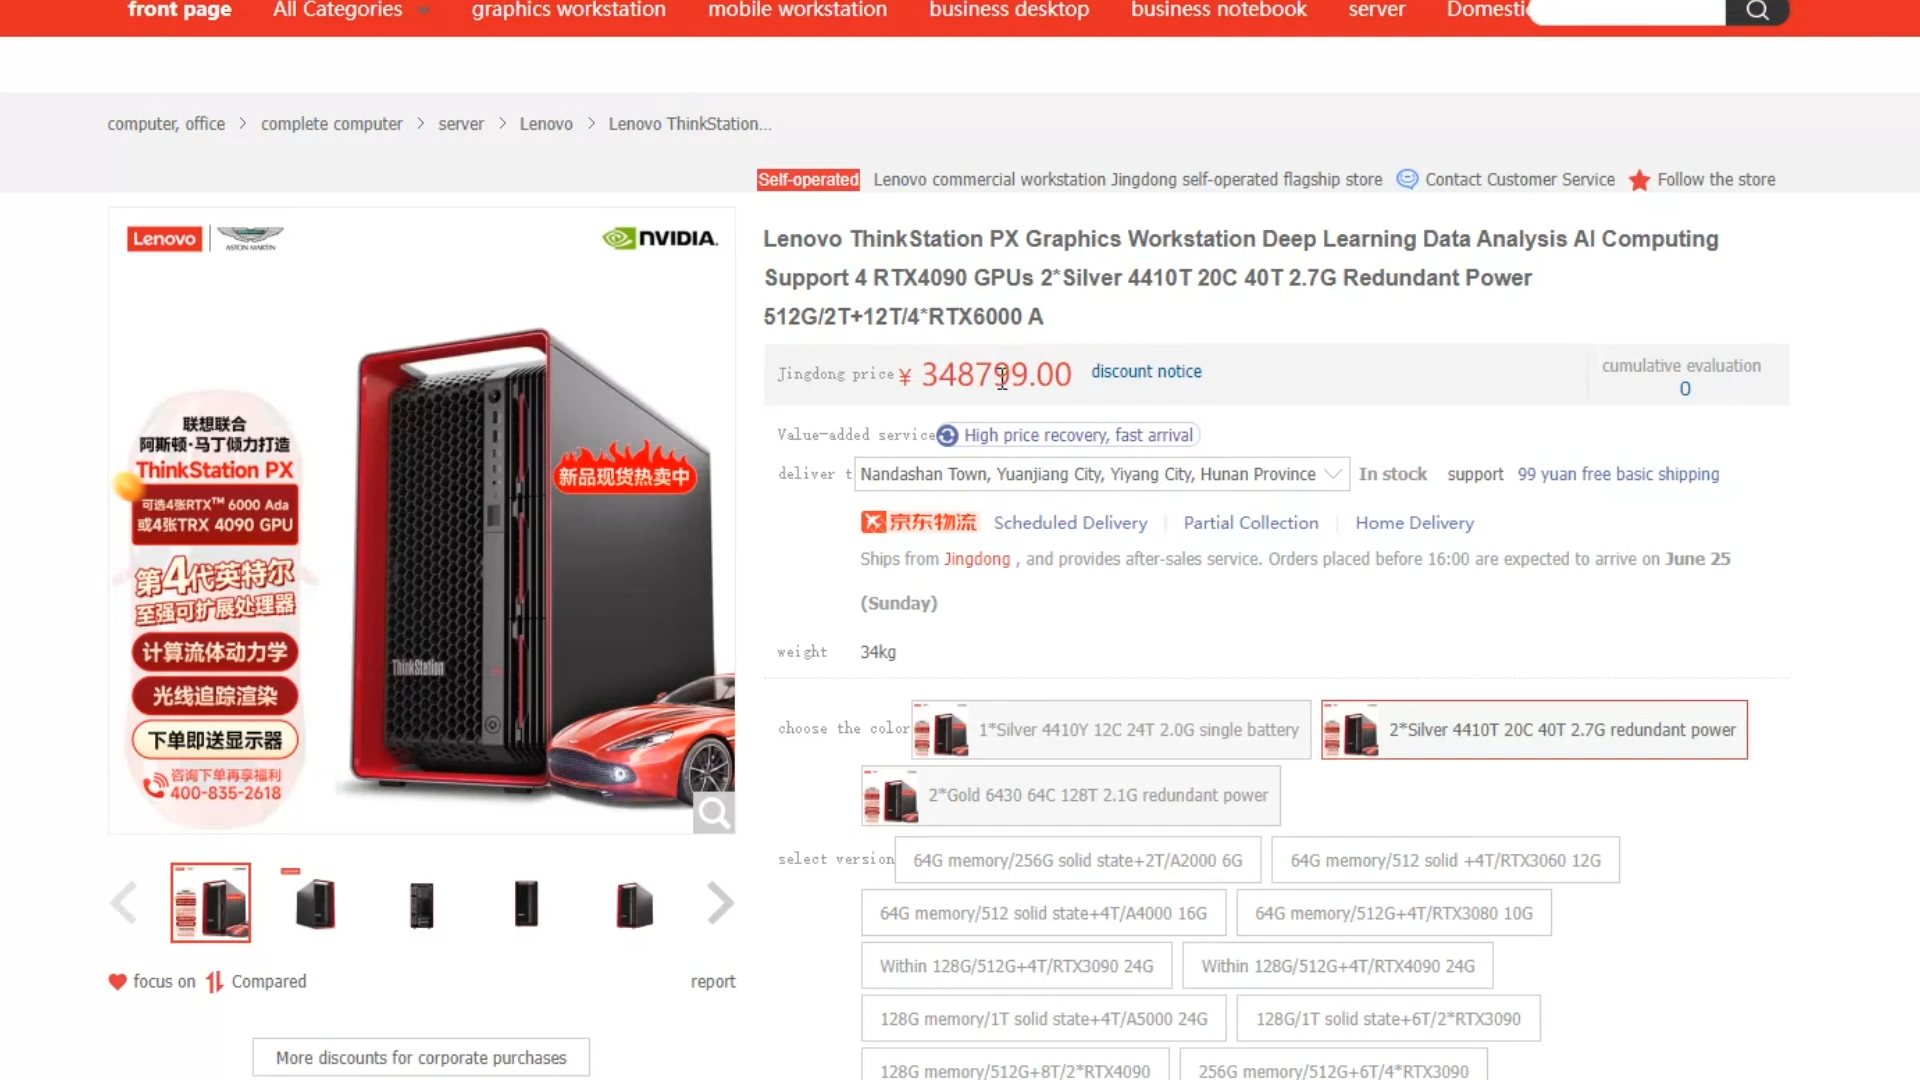 front page
All Categories
graphics workstation
mobile workstation
business desktop
business notebook
server
Domesti
computer, office > complete computer > server > Lenovo > Lenovo ThinkStation...
Self-operated
Lenovo commercial workstation Jingdong self-operated flagship store
Contact Customer Service
Follow the store
Lenovo
ASTON MARTIN
NVIDIA.
联想联合
阿斯顿·马丁倾力打造
ThinkStation PX
可选4张RTX™ 6000 Ada
或4张TRX 4090 GPU
第4代英特尔
至强可扩展处理器
计算流体动力学
光线追踪渲染
下单即送显示器
咨询下单再享福利
400-835-2618
新品现货热卖中
ThinkStation
focus on
Compared
report
More discounts for corporate purchases
Lenovo ThinkStation PX Graphics Workstation Deep Learning Data Analysis AI Computing
Support 4 RTX4090 GPUs 2*Silver 4410T 20C 40T 2.7G Redundant Power
512G/2T+12T/4*RTX6000 A
Jingdong price ¥ 348799.00 discount notice
cumulative evaluation
0
Value-added service High price recovery, fast arrival
deliver t Nandashan Town, Yuanjiang City, Yiyang City, Hunan Province In stock support 99 yuan free basic shipping
京东物流 Scheduled Delivery Partial Collection Home Delivery
Ships from Jingdong , and provides after-sales service. Orders placed before 16:00 are expected to arrive on June 25
(Sunday)
weight 34kg
choose the color 1*Silver 4410Y 12C 24T 2.0G single battery 2*Silver 4410T 20C 40T 2.7G redundant power
2*Gold 6430 64C 128T 2.1G redundant power
select version 64G memory/256G solid state+2T/A2000 6G 64G memory/512 solid +4T/RTX3060 12G
64G memory/512 solid state+4T/A4000 16G 64G memory/512G+4T/RTX3080 10G
Within 128G/512G+4T/RTX3090 24G Within 128G/512G+4T/RTX4090 24G
128G memory/1T solid state+4T/A5000 24G 128G/1T solid state+6T/2*RTX3090
128G memory/512G+8T/2*RTX4090 256G memory/512G+6T/4*RTX3090